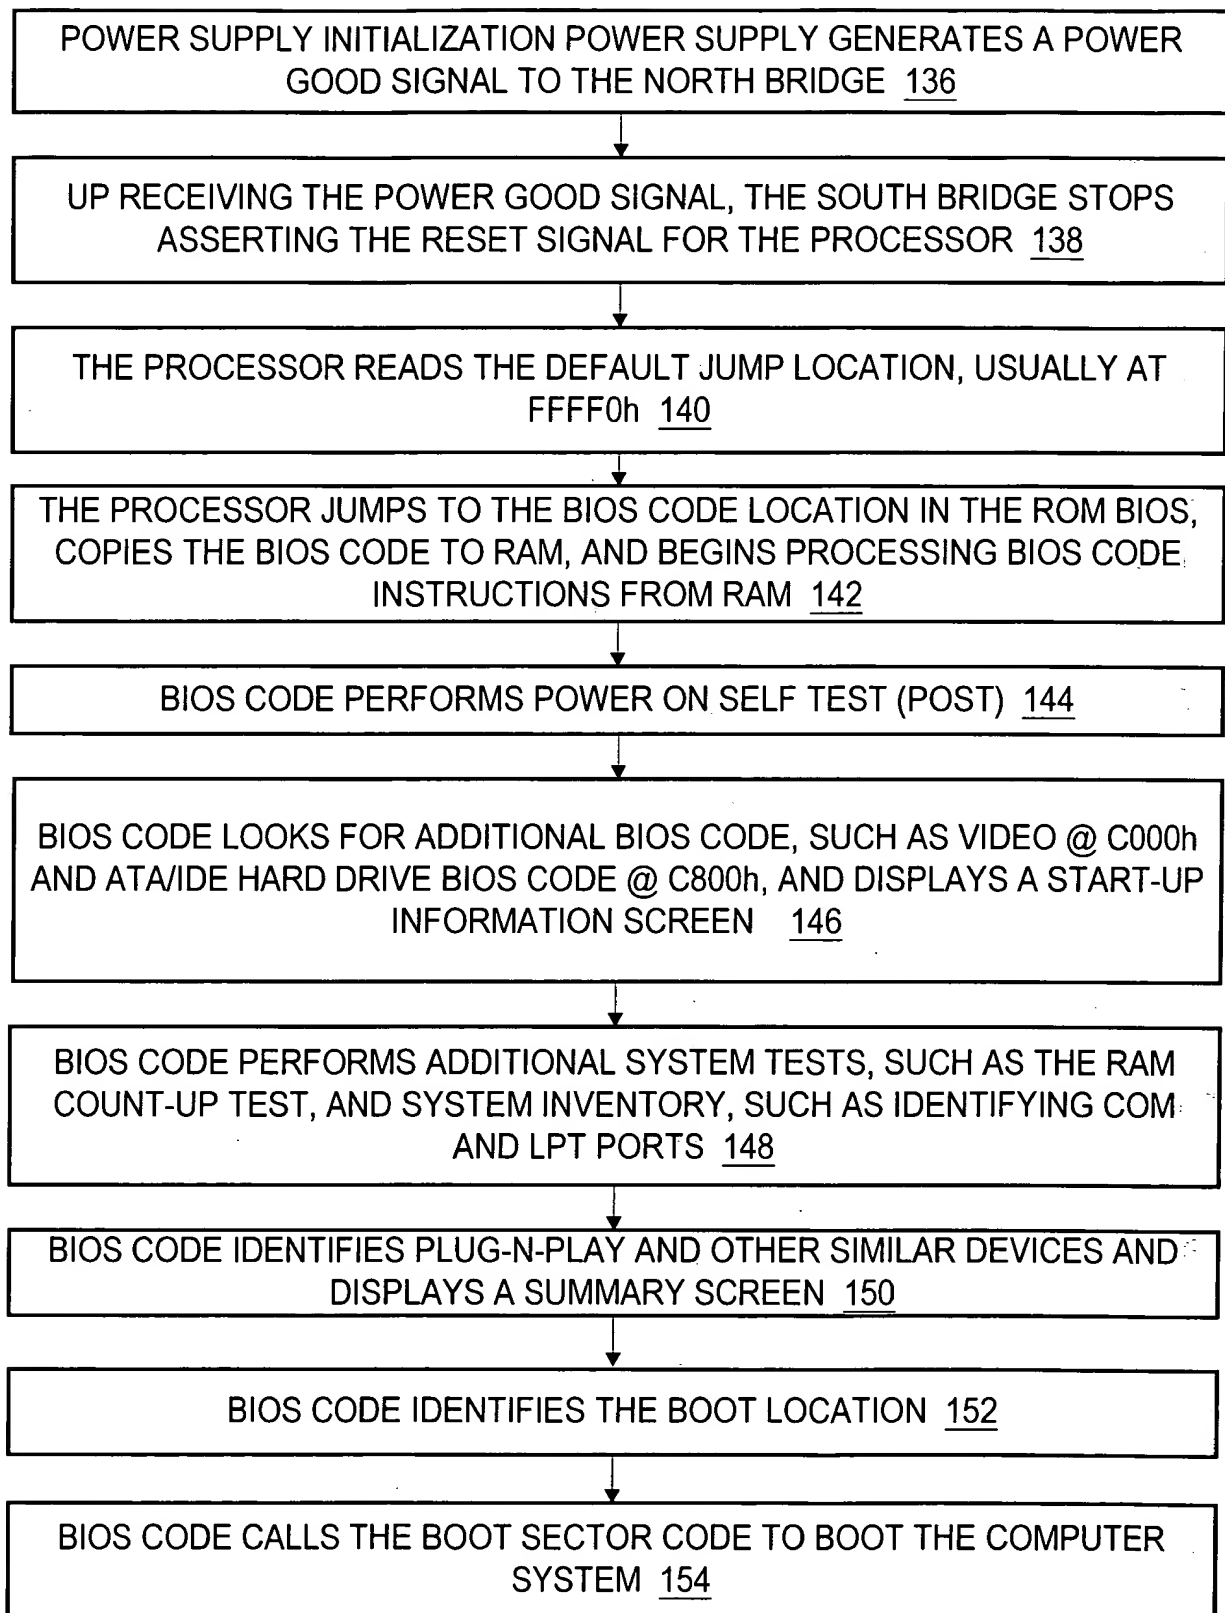 POWER SUPPLY INITIALIZATION POWER SUPPLY GENERATES A POWER
GOOD SIGNAL TO THE NORTH BRIDGE 136
UP RECEIVING THE POWER GOOD SIGNAL, THE SOUTH BRIDGE STOPS
ASSERTING THE RESET SIGNAL FOR THE PROCESSOR 138
THE PROCESSOR READS THE DEFAULT JUMP LOCATION, USUALLY AT
FFFF0h 140
THE PROCESSOR JUMPS TO THE BIOS CODE LOCATION IN THE ROM BIOS,
COPIES THE BIOS CODE TO RAM, AND BEGINS PROCESSING BIOS CODE
INSTRUCTIONS FROM RAM 142
BIOS CODE PERFORMS POWER ON SELF TEST (POST) 144
BIOS CODE LOOKS FOR ADDITIONAL BIOS CODE, SUCH AS VIDEO @ C000h
AND ATA/IDE HARD DRIVE BIOS CODE @ C800h, AND DISPLAYS A START-UP
INFORMATION SCREEN 146
BIOS CODE PERFORMS ADDITIONAL SYSTEM TESTS, SUCH AS THE RAM
COUNT-UP TEST, AND SYSTEM INVENTORY, SUCH AS IDENTIFYING COM
AND LPT PORTS 148
BIOS CODE IDENTIFIES PLUG-N-PLAY AND OTHER SIMILAR DEVICES AND
DISPLAYS A SUMMARY SCREEN 150
BIOS CODE IDENTIFIES THE BOOT LOCATION 152
BIOS CODE CALLS THE BOOT SECTOR CODE TO BOOT THE COMPUTER
SYSTEM 154